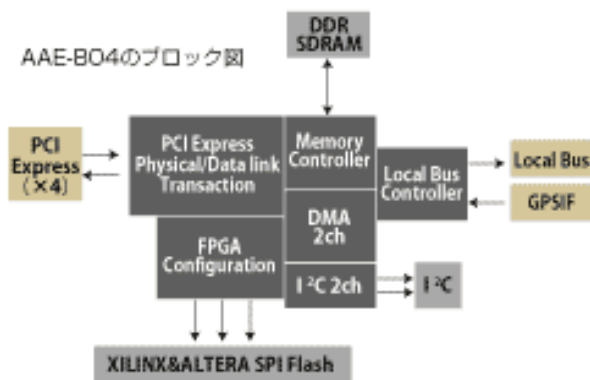 DDR
SDRAM
AAE-B04のブロック図
PCI
Express
(×4)
PCI Express
Physical/Data link
Transaction
Memory
Controller
Local Bus
Controller
Local Bus
GPSIF
DMA
2ch
FPGA
Configuration
I²C 2ch
I²C
XILINX&ALTERA SPI Flash